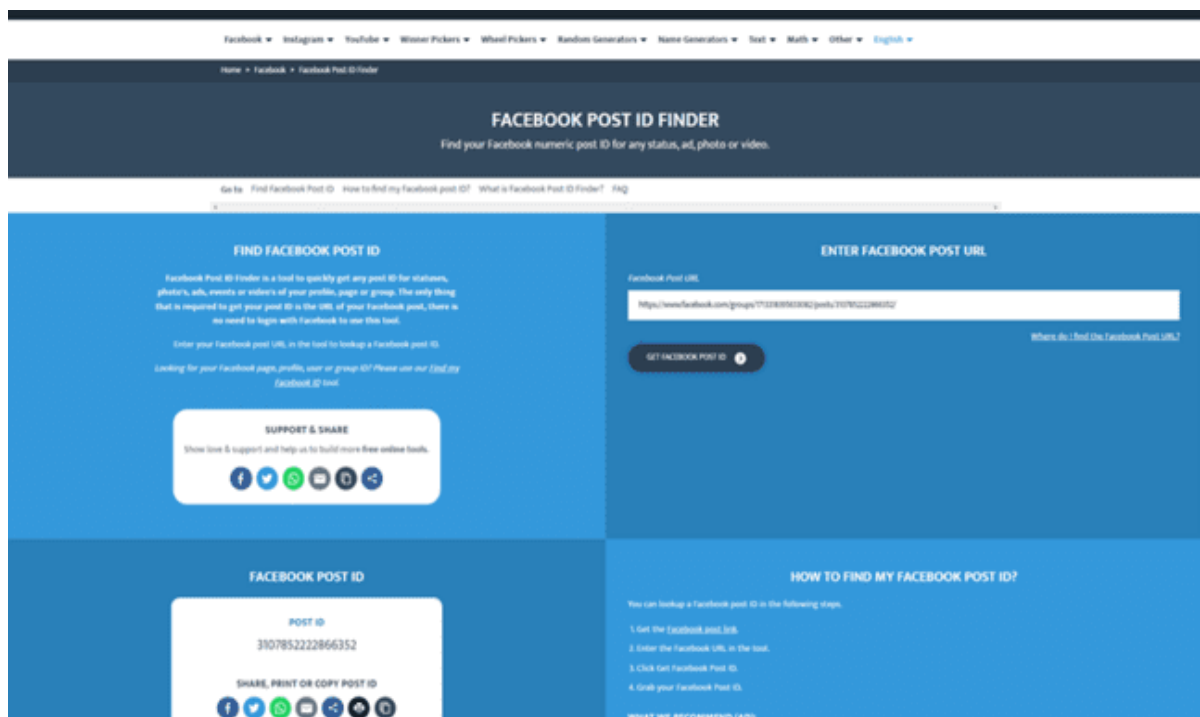 Facebook Instagram YouTube Winner Pickers Wheel Pickers Random Generators Name Generators Text Math Other English
Home Facebook Facebook Post ID Finder
FACEBOOK POST ID FINDER
Find your Facebook numeric post ID for any status, ad, photo or video.
Go to Find Facebook Post ID How to find my Facebook post ID? What is Facebook Post ID Finder? FAQ
FIND FACEBOOK POST ID
Facebook Post ID Finder is a tool to quickly get any post ID for statuses,
photo's, ads, events or video's of your profile, page or group. The only thing
that is required to get your post ID is the URL of your Facebook post, there is
no need to login with Facebook to use this tool.
Enter your Facebook post URL in the tool to lookup a Facebook post ID.
Looking for your Facebook page, profile, user or group ID? Please use our Find my
Facebook ID tool.
SUPPORT & SHARE
Show love & support and help us to build more free online tools.
ENTER FACEBOOK POST URL
Facebook Post URL
Where do I find the Facebook Post URL?
GET FACEBOOK POST ID
FACEBOOK POST ID
POST ID
3107852222866352
SHARE, PRINT OR COPY POST ID
HOW TO FIND MY FACEBOOK POST ID?
You can lookup a Facebook post ID in the following steps.
1. Get the Facebook post link.
2. Enter the Facebook URL in the tool.
3. Click Get Facebook Post ID.
4. Grab your Facebook Post ID.
WHAT WE RECOMMEND